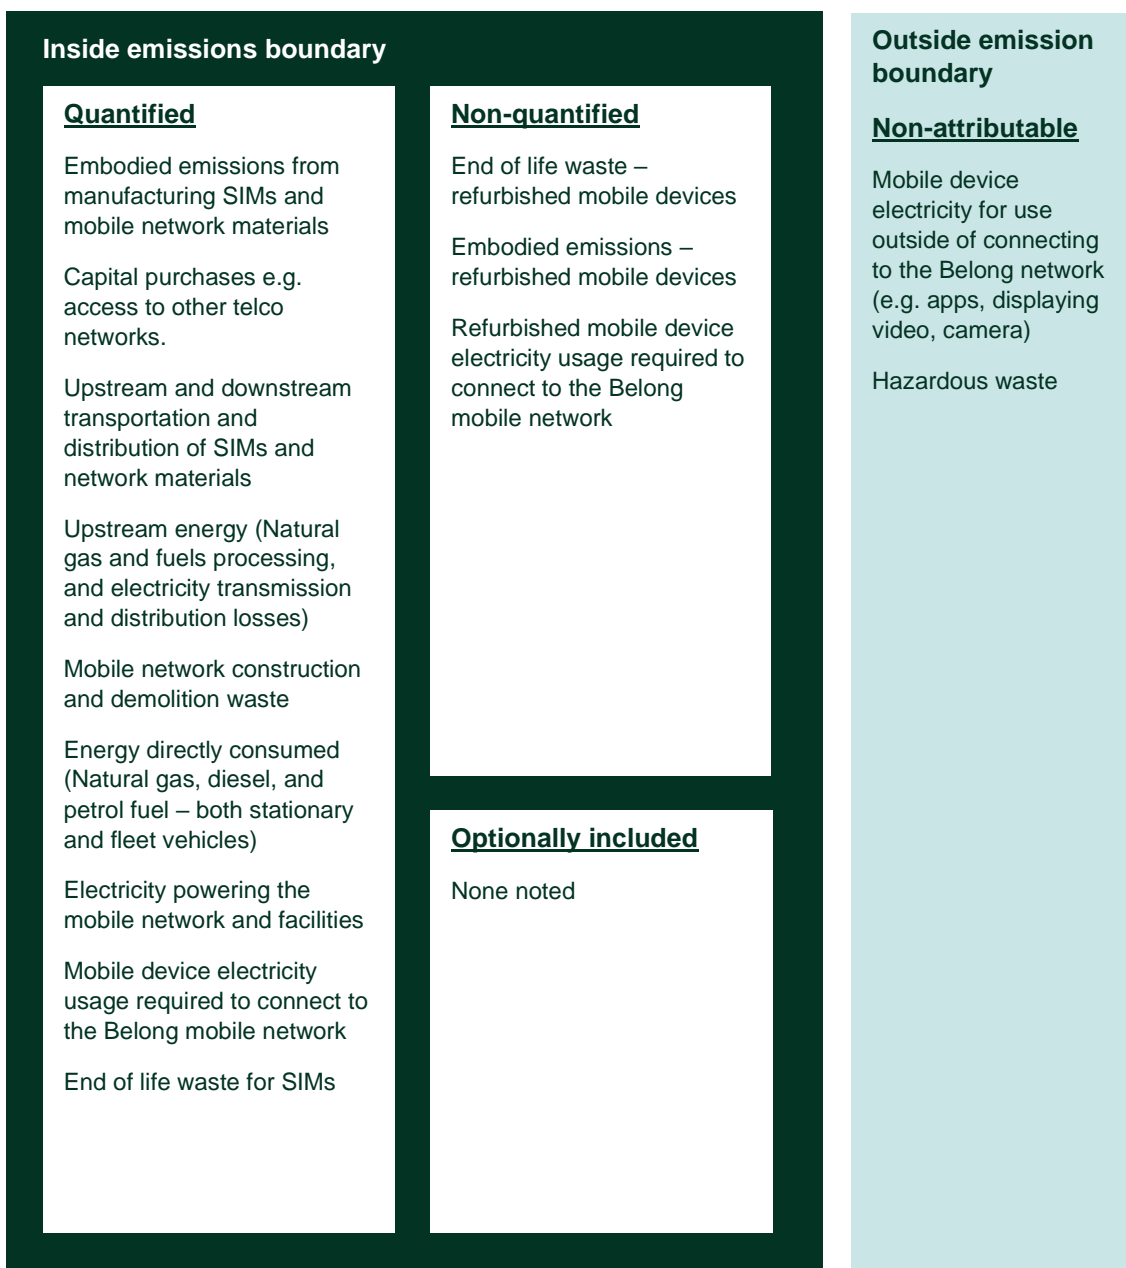 Inside emissions boundary
Quantified
Embodied emissions from
manufacturing SIMs and
mobile network materials
Capital purchases e.g.
access to other telco
networks.
Upstream and downstream
transportation and
distribution of SIMs and
network materials
Upstream energy (Natural
gas and fuels processing,
and electricity transmission
and distribution losses)
Mobile network construction
and demolition waste
Energy directly consumed
(Natural gas, diesel, and
petrol fuel – both stationary
and fleet vehicles)
Electricity powering the
mobile network and facilities
Mobile device electricity
usage required to connect to
the Belong mobile network
End of life waste for SIMs
Non-quantified
End of life waste –
refurbished mobile devices
Embodied emissions –
refurbished mobile devices
Refurbished mobile device
electricity usage required to
connect to the Belong
mobile network
Optionally included
None noted
Outside emission
boundary
Non-attributable
Mobile device
electricity for use
outside of connecting
to the Belong network
(e.g. apps, displaying
video, camera)
Hazardous waste